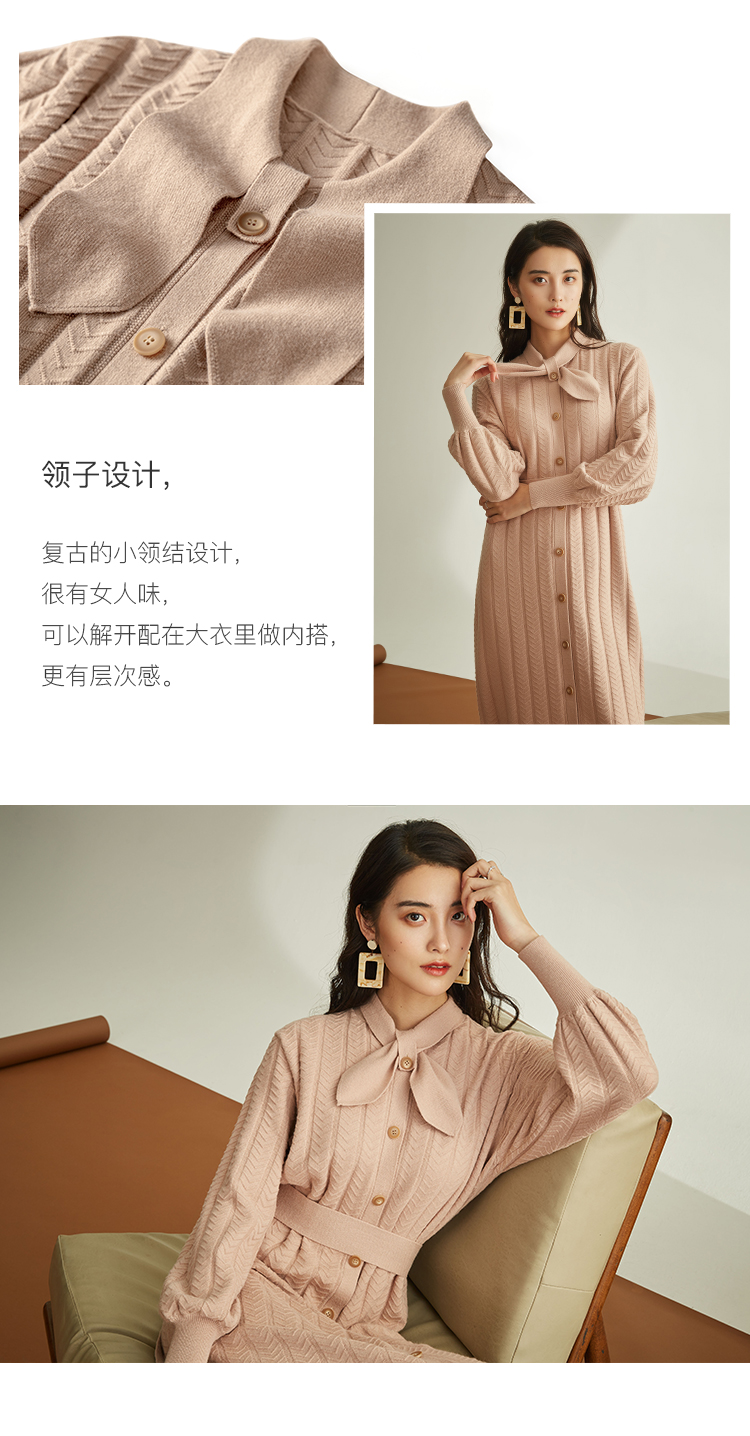 领子设计，
复古的小领结设计，
很有女人味，
可以解开配在大衣里做内搭，
更有层次感。